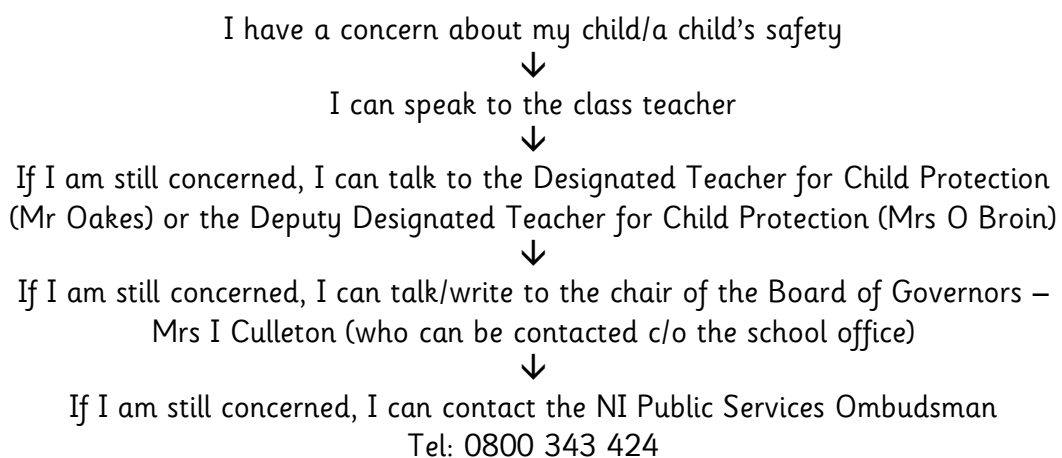 I have a concern about my child/a child's safety
↓
I can speak to the class teacher
↓
If I am still concerned, I can talk to the Designated Teacher for Child Protection
(Mr Oakes) or the Deputy Designated Teacher for Child Protection (Mrs O Broin)
↓
If I am still concerned, I can talk/write to the chair of the Board of Governors –
Mrs I Culleton (who can be contacted c/o the school office)
↓
If I am still concerned, I can contact the NI Public Services Ombudsman
Tel: 0800 343 424